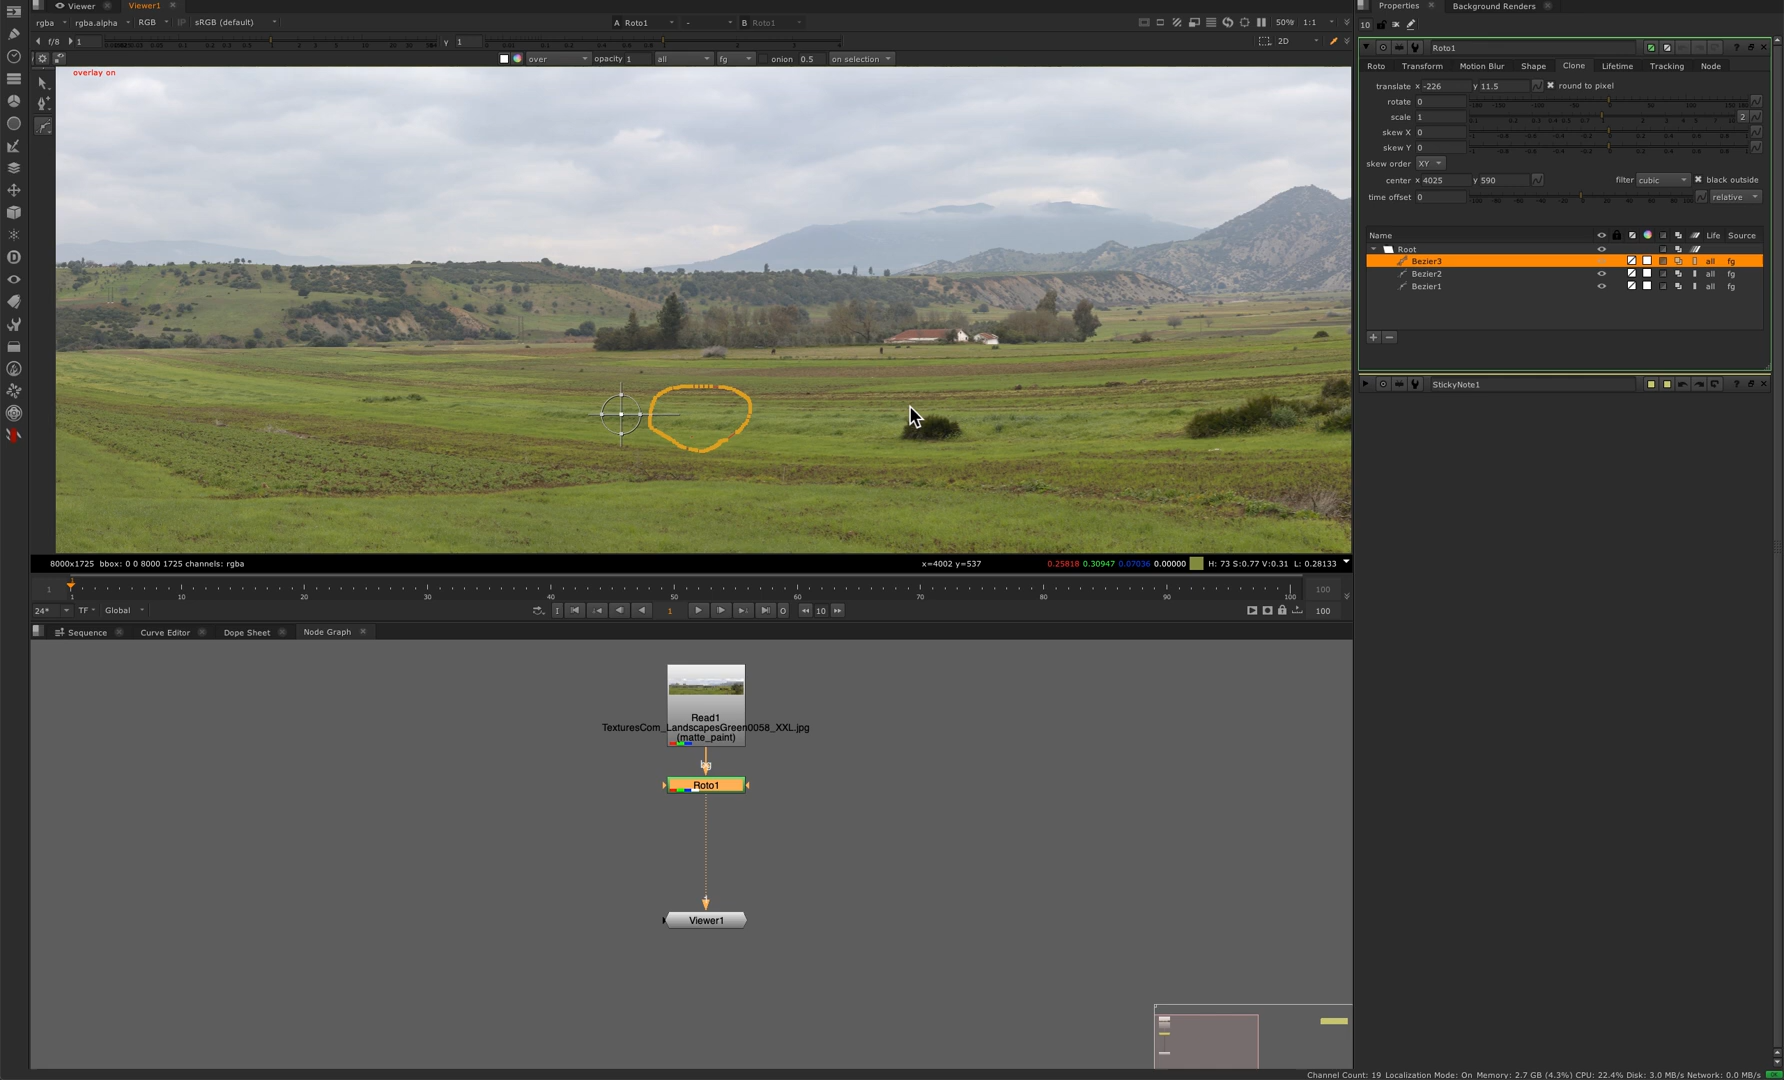 Viewer
Viewer1
Properties
Background Renders
rgba
rgba.alpha
RGB
IP
sRGB (default)
A Roto1
-
B Roto1
50%
1:1
10
f/8
1
Y 1
2D
Roto1
over
opacity 1
all
fg
onion 0.5
on selection
Roto
Transform
Motion Blur
Shape
Clone
Lifetime
Tracking
Node
overlay on
translate x -226 y 11.5
round to pixel
rotate 0
scale 1
2
skew X 0
skew Y 0
skew order XY
center x 4025 y 590
filter cubic
black outside
time offset 0
relative
Name
Life
Source
Root
Bezier3
all
fg
Bezier2
all
fg
Bezier1
all
fg
StickyNote1
8000x1725 bbox: 0 0 8000 1725 channels: rgba
x=4002 y=537
0.25818 0.30947 0.07036 0.00000
H: 73 S:0.77 V:0.31 L: 0.28133
1
1 10 20 30 40 50 60 70 80 90 100
100
24*
TF
Global
1
10
100
Sequence
Curve Editor
Dope Sheet
Node Graph
Read1
TexturesCom_LandscapesGreen0058_XXL.jpg
(matte_paint)
bg
Roto1
Viewer1
Channel Count: 19 Localization Mode: On Memory: 2.7 GB (4.3%) CPU: 22.4% Disk: 3.0 MB/s Network: 0.0 MB/s